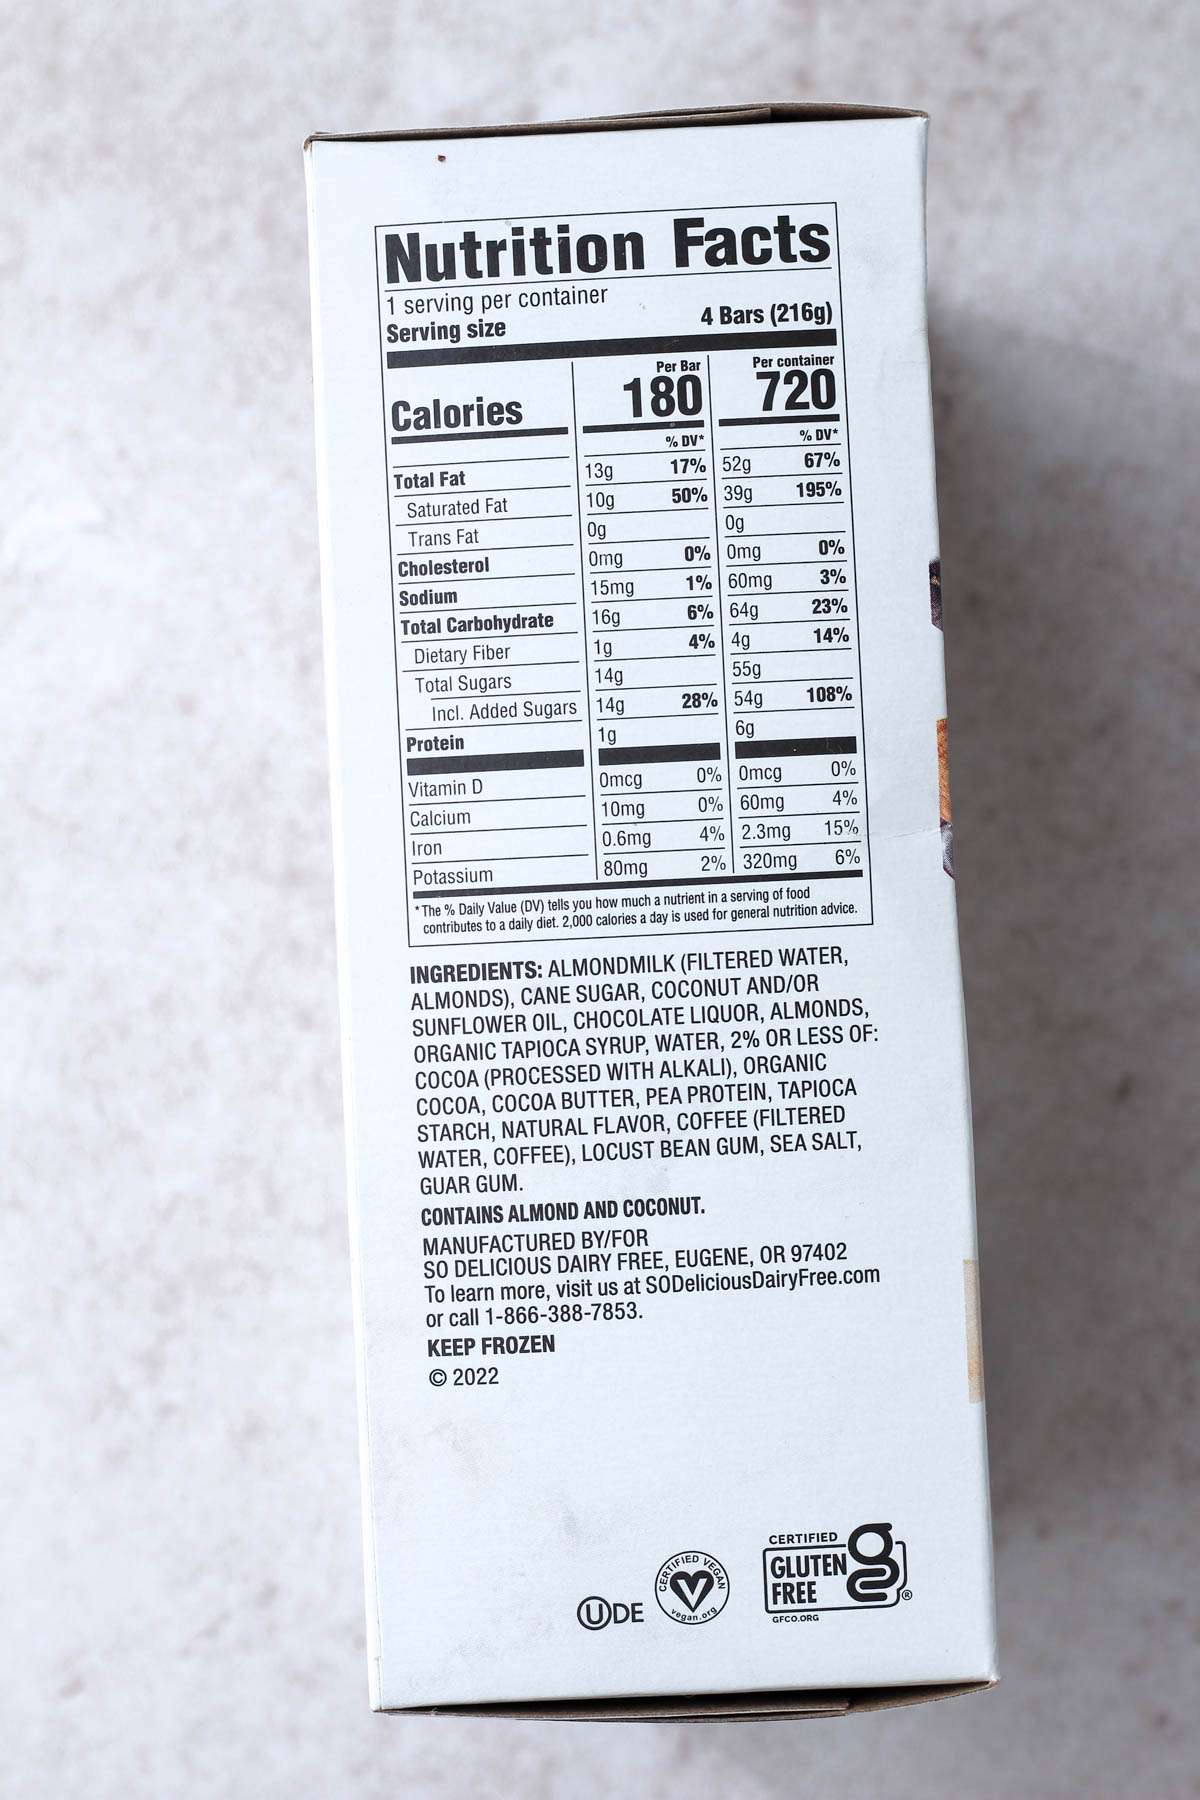 Nutrition Facts
1 serving per container
Serving size 4 Bars (216g)
Per Bar Per container
Calories 180 720
% DV* % DV*
Total Fat 13g 17% 52g 67%
Saturated Fat 10g 50% 39g 195%
Trans Fat 0g 0g
Cholesterol 0mg 0% 0mg 0%
Sodium 15mg 1% 60mg 3%
Total Carbohydrate 16g 6% 64g 23%
Dietary Fiber 1g 4% 4g 14%
Total Sugars 14g 55g
Incl. Added Sugars 14g 28% 54g 108%
Protein 1g 6g
Vitamin D 0mcg 0% 0mcg 0%
Calcium 10mg 0% 60mg 4%
Iron 0.6mg 4% 2.3mg 15%
Potassium 80mg 2% 320mg 6%
*The % Daily Value (DV) tells you how much a nutrient in a serving of food
contributes to a daily diet. 2,000 calories a day is used for general nutrition advice.
INGREDIENTS: ALMONDMILK (FILTERED WATER,
ALMONDS), CANE SUGAR, COCONUT AND/OR
SUNFLOWER OIL, CHOCOLATE LIQUOR, ALMONDS,
ORGANIC TAPIOCA SYRUP, WATER, 2% OR LESS OF:
COCOA (PROCESSED WITH ALKALI), ORGANIC
COCOA, COCOA BUTTER, PEA PROTEIN, TAPIOCA
STARCH, NATURAL FLAVOR, COFFEE (FILTERED
WATER, COFFEE), LOCUST BEAN GUM, SEA SALT,
GUAR GUM.
CONTAINS ALMOND AND COCONUT.
MANUFACTURED BY/FOR
SO DELICIOUS DAIRY FREE, EUGENE, OR 97402
To learn more, visit us at SODeliciousDairyFree.com
or call 1-866-388-7853.
KEEP FROZEN
© 2022
UDE
CERTIFIED VEGAN
V
vegan.org
CERTIFIED
GLUTEN
FREE
g
®
GFCO.ORG